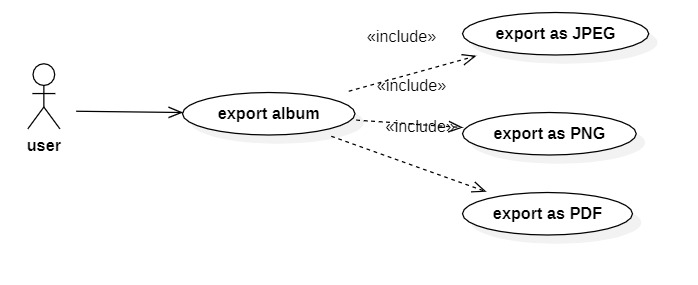 «include»
export as JPEG
«include»
export album
«include»
export as PNG
user
export as PDF